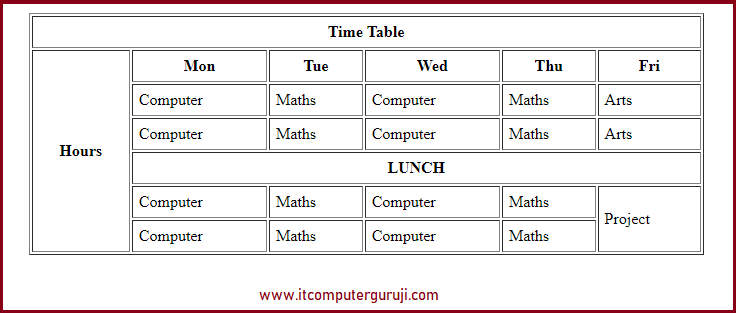 Time Table
Mon Tue Wed Thu Fri
Computer Maths Computer Maths Arts
Computer Maths Computer Maths Arts
Hours
LUNCH
Computer Maths Computer Maths
Project
Computer Maths Computer Maths
www.itcomputerguruji.com